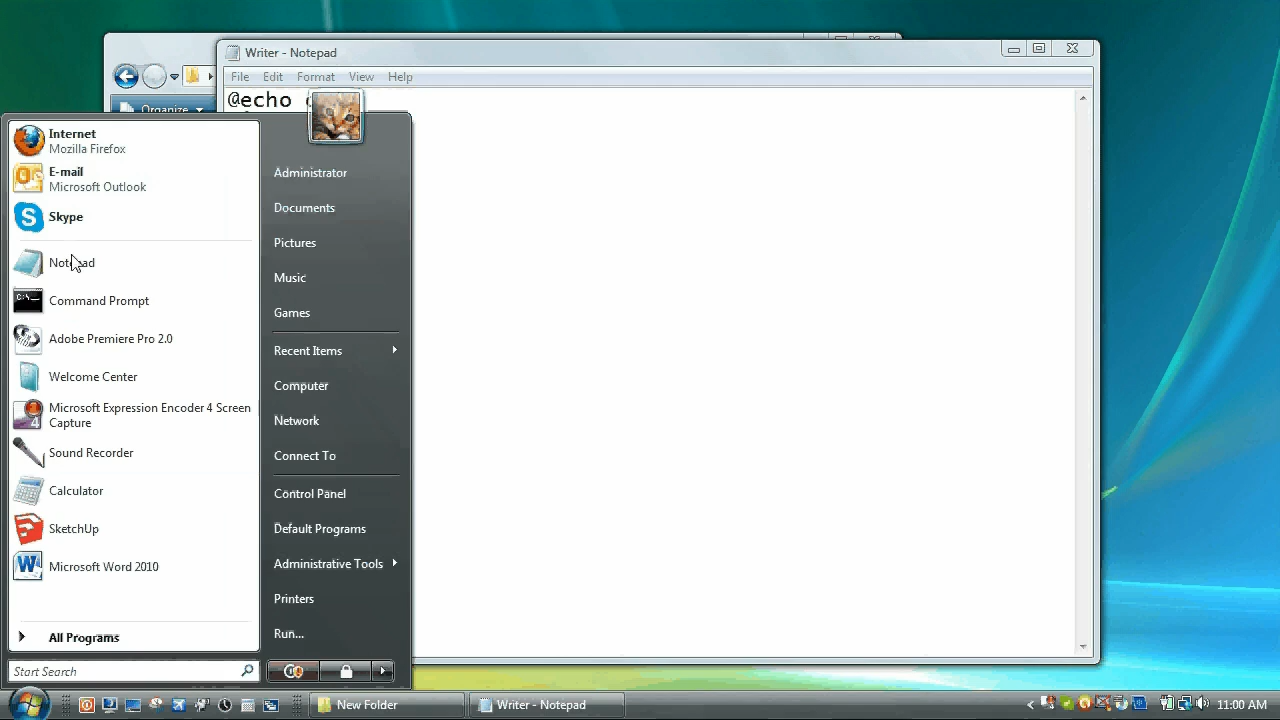 Writer - Notepad
File Edit Format View Help
Organize
@echo
Internet
Mozilla Firefox
E-mail
Microsoft Outlook
Skype
Notepad
Command Prompt
Adobe Premiere Pro 2.0
Welcome Center
Microsoft Expression Encoder 4 Screen
Capture
Sound Recorder
Calculator
SketchUp
Microsoft Word 2010
All Programs
Start Search
Administrator
Documents
Pictures
Music
Games
Recent Items
Computer
Network
Connect To
Control Panel
Default Programs
Administrative Tools
Printers
Run...
New Folder
Writer - Notepad
11:00 AM